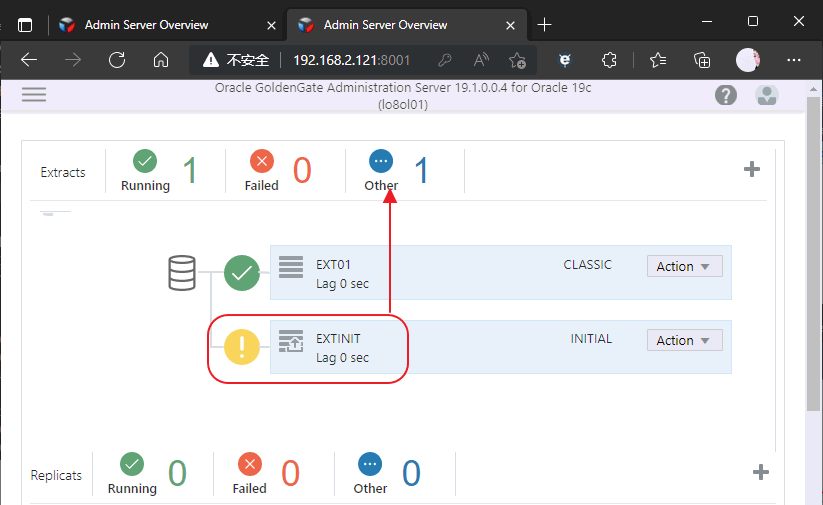 Admin Server Overview
Admin Server Overview
不安全
192.168.2.121:8001
Oracle GoldenGate Administration Server 19.1.0.0.4 for Oracle 19c
(lo8ol01)
Extracts
Running
1
Failed
0
Other
1
EXT01
Lag 0 sec
CLASSIC
Action
EXTINIT
Lag 0 sec
INITIAL
Action
Replicats
Running
0
Failed
0
Other
0